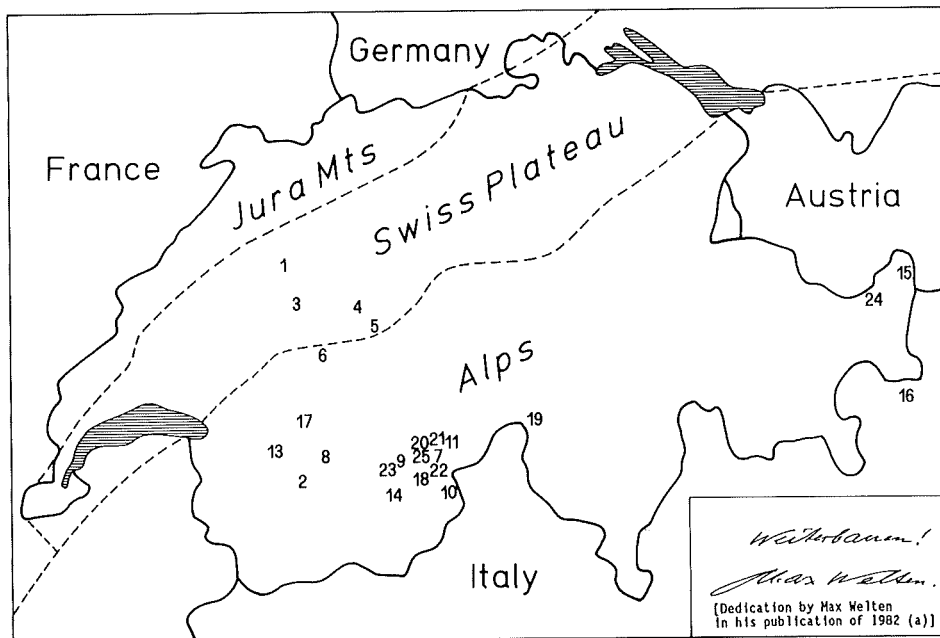 Germany
France
Jura Mts
Swiss Plateau
Austria
1
3
4
5
6
15
24
16
Alps
17
13
8
2
19
20 21 11
9 25 7
23 18 22
14 10
Italy
Weiterbauen!
Max Welten.
[Dedication by Max Welten
in his publication of 1982 (a)]